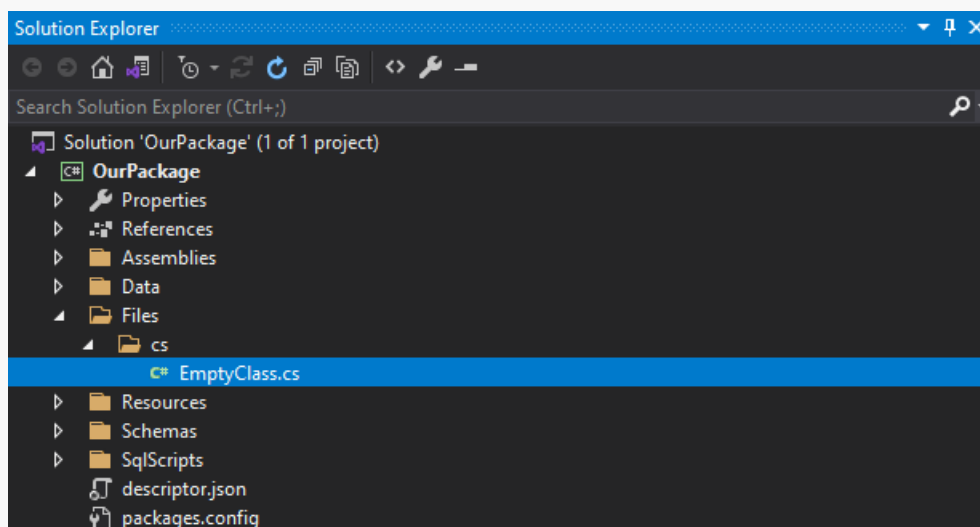 Solution Explorer
Search Solution Explorer (Ctrl+;)
Solution 'OurPackage' (1 of 1 project)
C# OurPackage
Properties
References
Assemblies
Data
Files
cs
C# EmptyClass.cs
Resources
Schemas
SqlScripts
descriptor.json
packages.config